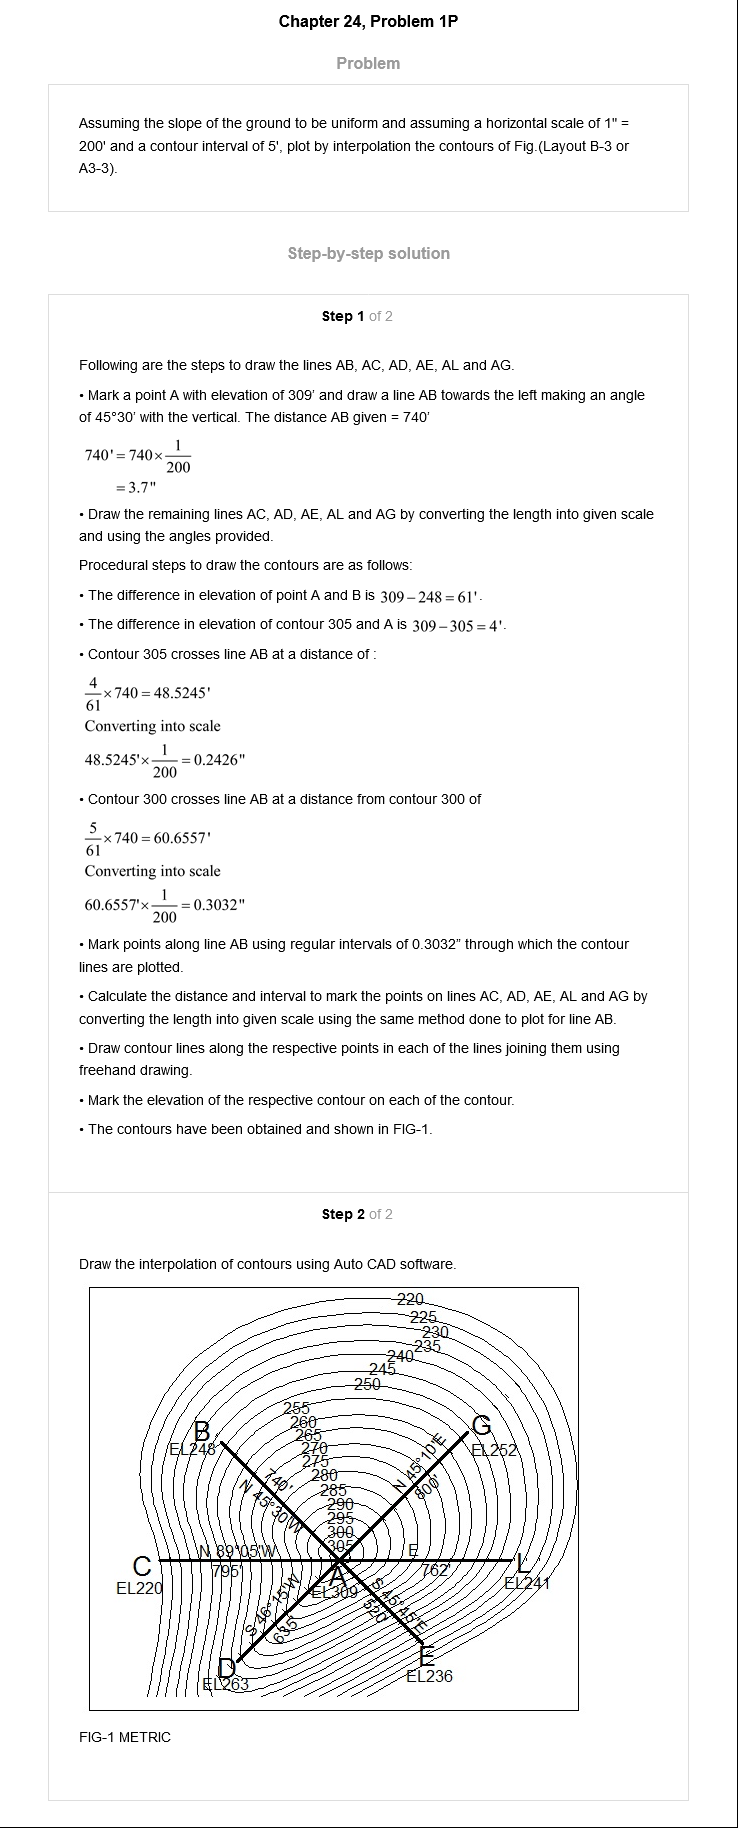 Chapter 24, Problem 1P
Problem
Assuming the slope of the ground to be uniform and assuming a horizontal scale of 1" =
200' and a contour interval of 5', plot by interpolation the contours of Fig.(Layout B-3 or
A3-3).
Step-by-step solution
Step 1 of 2
Following are the steps to draw the lines AB, AC, AD, AE, AL and AG.
• Mark a point A with elevation of 309’ and draw a line AB towards the left making an angle
of 45°30’ with the vertical. The distance AB given = 740’
740' = 740 × 1/200
= 3.7"
• Draw the remaining lines AC, AD, AE, AL and AG by converting the length into given scale
and using the angles provided.
Procedural steps to draw the contours are as follows:
• The difference in elevation of point A and B is 309 – 248 = 61'.
• The difference in elevation of contour 305 and A is 309 – 305 = 4'.
• Contour 305 crosses line AB at a distance of :
4/61 × 740 = 48.5245'
Converting into scale
48.5245' × 1/200 = 0.2426"
• Contour 300 crosses line AB at a distance from contour 300 of
5/61 × 740 = 60.6557'
Converting into scale
60.6557' × 1/200 = 0.3032"
• Mark points along line AB using regular intervals of 0.3032” through which the contour
lines are plotted.
• Calculate the distance and interval to mark the points on lines AC, AD, AE, AL and AG by
converting the length into given scale using the same method done to plot for line AB.
• Draw contour lines along the respective points in each of the lines joining them using
freehand drawing.
• Mark the elevation of the respective contour on each of the contour.
• The contours have been obtained and shown in FIG-1.
Step 2 of 2
Draw the interpolation of contours using Auto CAD software.
220
225
230
235
240
245
250
255
260
265
270
275
280
285
290
295
300
305
B
EL248
G
EL252
740'
N 45°30'W
N 45°10'E
800'
C
EL220
N 89°05'W
795'
A
EL309
E
762'
L
EL241
S 46°15'W
635'
S 45°45'E
520'
D
EL263
E
EL236
FIG-1 METRIC